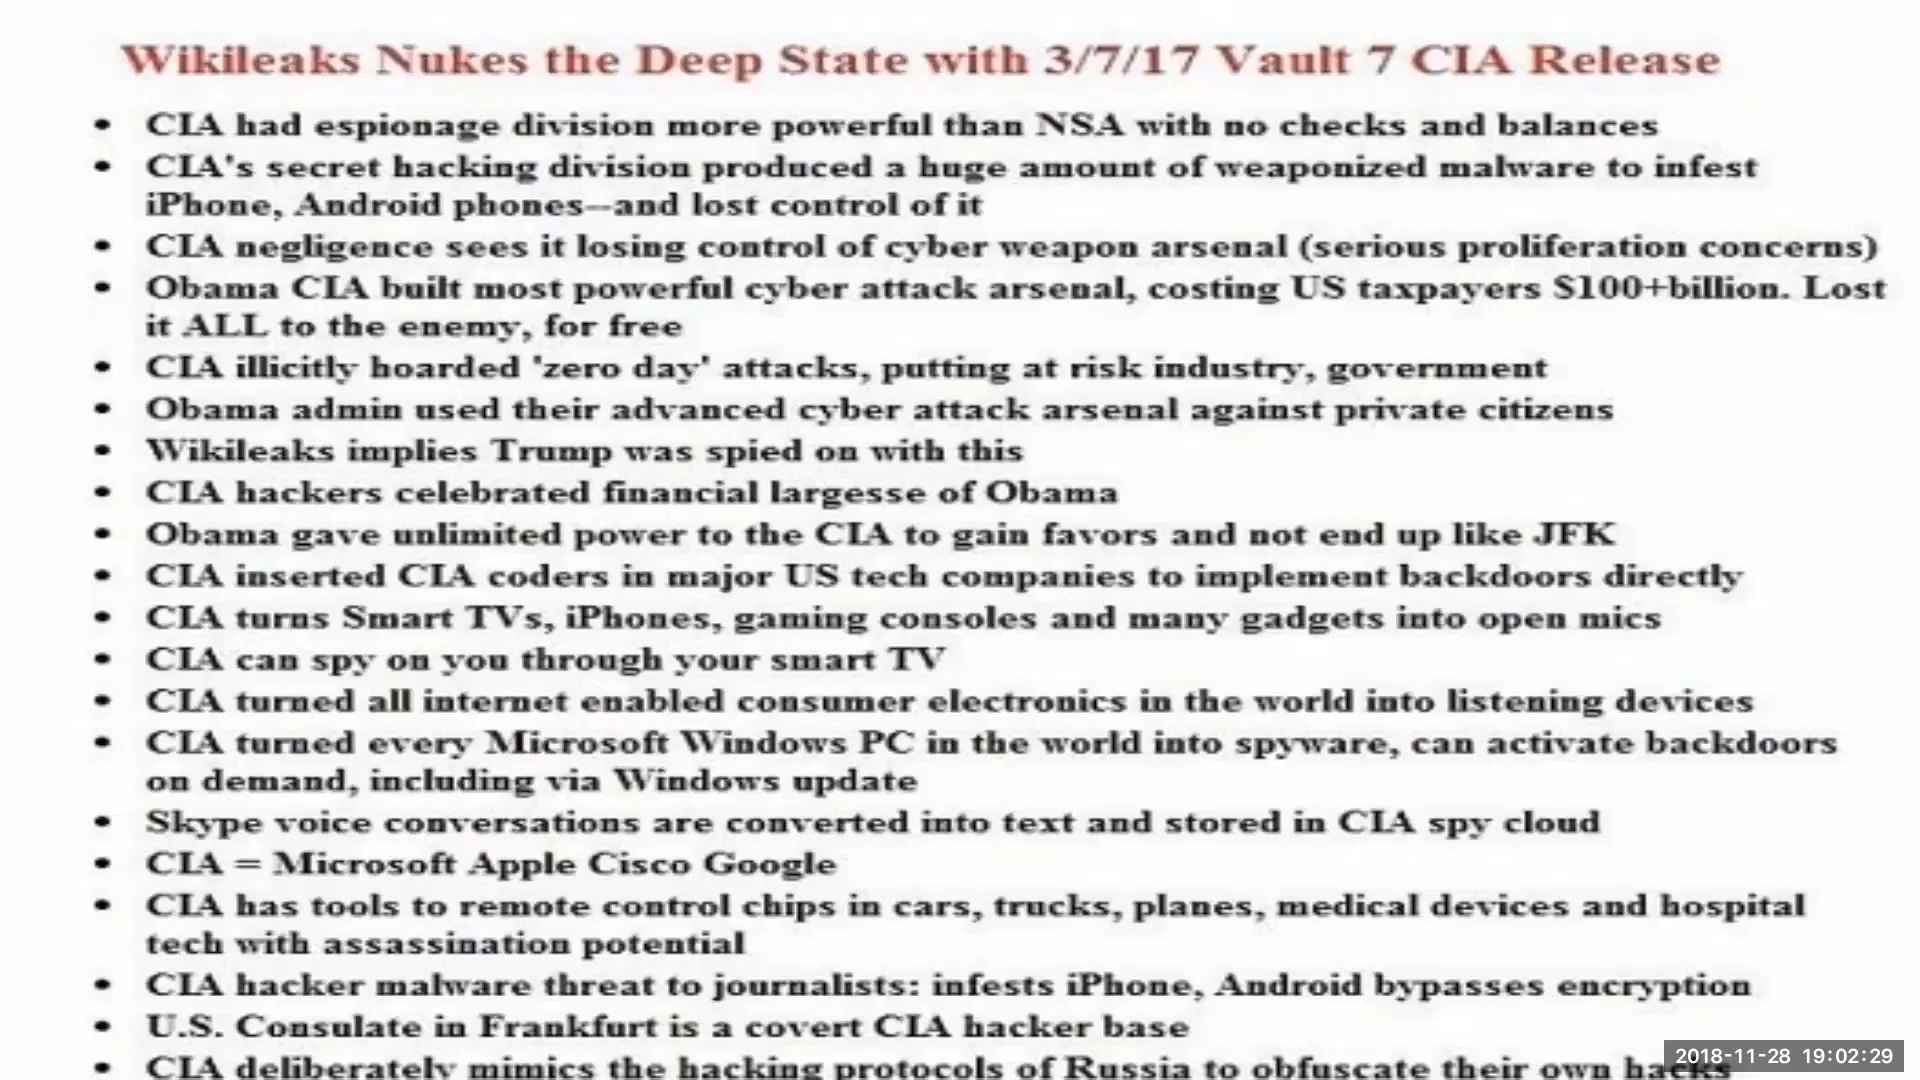 Wikileaks Nukes the Deep State with 3/7/17 Vault 7 CIA Release
• CIA had espionage division more powerful than NSA with no checks and balances
• CIA's secret hacking division produced a huge amount of weaponized malware to infest
iPhone, Android phones--and lost control of it
• CIA negligence sees it losing control of cyber weapon arsenal (serious proliferation concerns)
• Obama CIA built most powerful cyber attack arsenal, costing US taxpayers $100+billion. Lost
it ALL to the enemy, for free
• CIA illicitly hoarded 'zero day' attacks, putting at risk industry, government
• Obama admin used their advanced cyber attack arsenal against private citizens
• Wikileaks implies Trump was spied on with this
• CIA hackers celebrated financial largesse of Obama
• Obama gave unlimited power to the CIA to gain favors and not end up like JFK
• CIA inserted CIA coders in major US tech companies to implement backdoors directly
• CIA turns Smart TVs, iPhones, gaming consoles and many gadgets into open mics
• CIA can spy on you through your smart TV
• CIA turned all internet enabled consumer electronics in the world into listening devices
• CIA turned every Microsoft Windows PC in the world into spyware, can activate backdoors
on demand, including via Windows update
• Skype voice conversations are converted into text and stored in CIA spy cloud
• CIA = Microsoft Apple Cisco Google
• CIA has tools to remote control chips in cars, trucks, planes, medical devices and hospital
tech with assassination potential
• CIA hacker malware threat to journalists: infests iPhone, Android bypasses encryption
• U.S. Consulate in Frankfurt is a covert CIA hacker base
• CIA deliberately mimics the hacking protocols of Russia to obfuscate their own hacks
2018-11-28 19:02:29